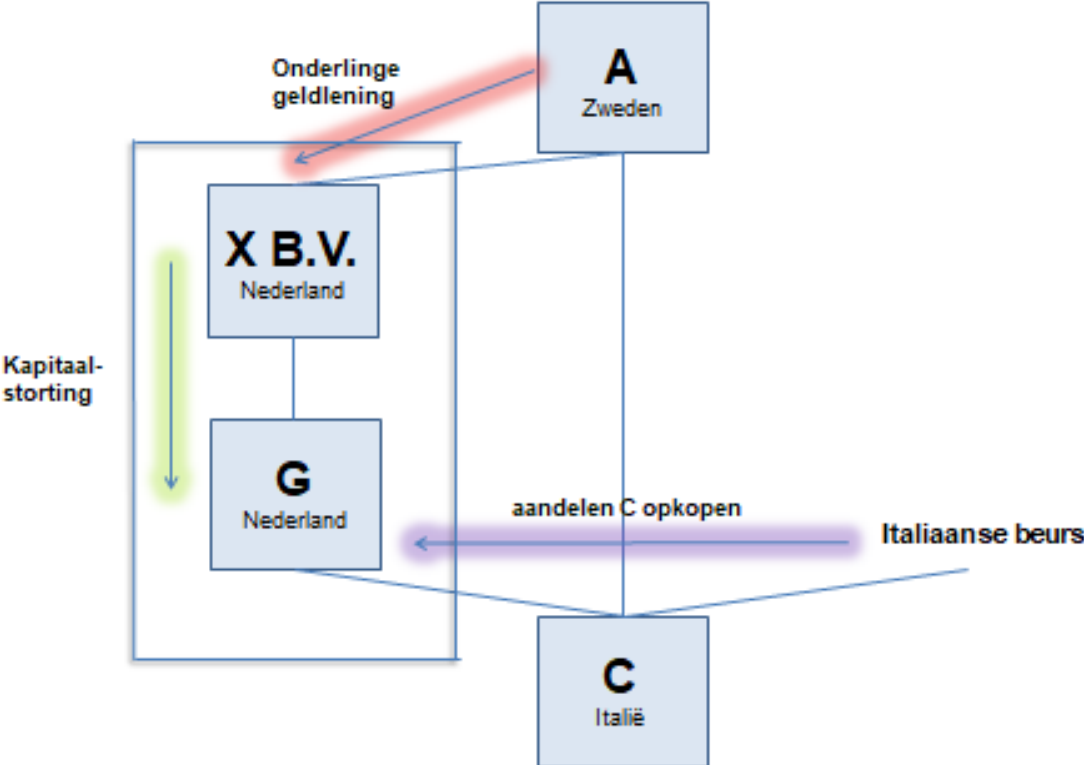 A
Zweden
Onderlinge
geldlening
X B.V.
Nederland
Kapitaal-
storting
G
Nederland
aandelen C opkopen
Italiaanse beurs
C
Italië